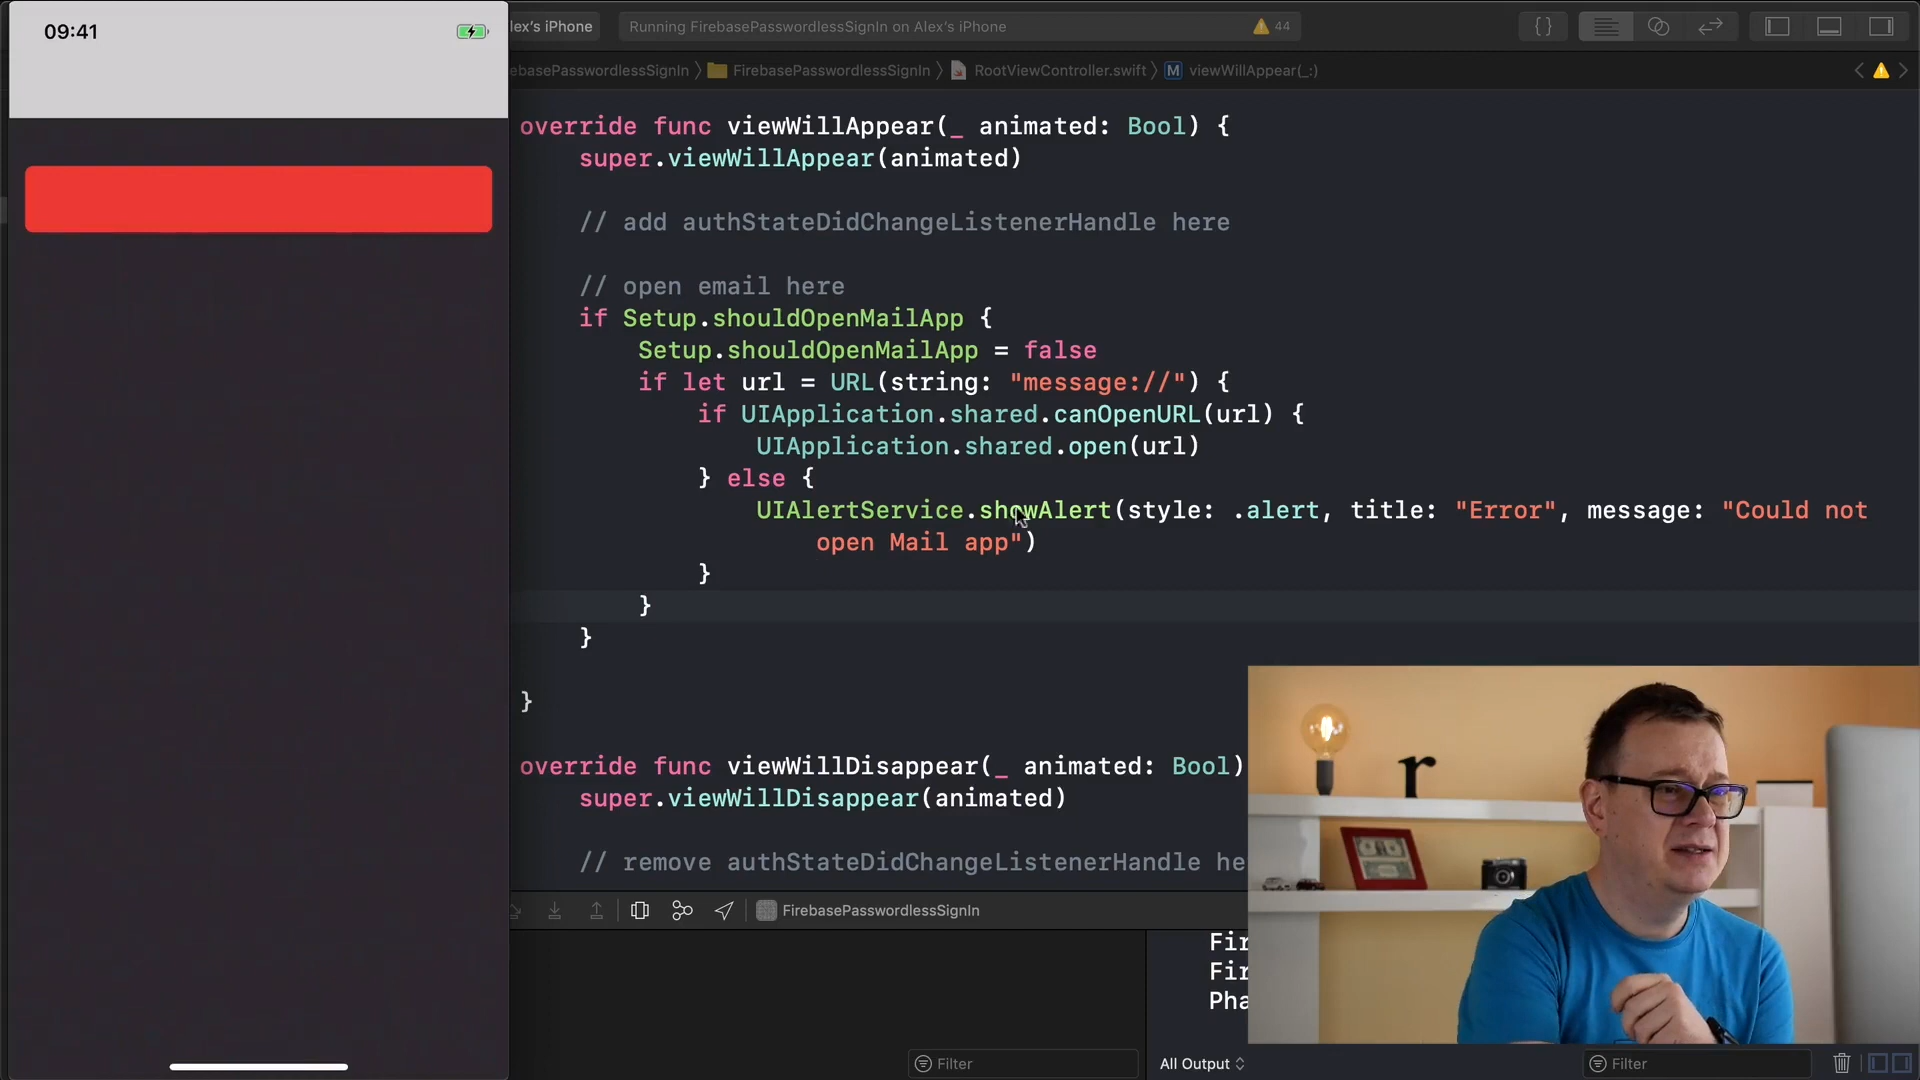 09:41
lex's iPhone
Running FirebasePasswordlessSignIn on Alex's iPhone
44
ebasePasswordlessSignIn
FirebasePasswordlessSignIn
RootViewController.swift
M viewWillAppear(_:)
override func viewWillAppear(_ animated: Bool) {
super.viewWillAppear(animated)
// add authStateDidChangeListenerHandle here
// open email here
if Setup.shouldOpenMailApp {
Setup.shouldOpenMailApp = false
if let url = URL(string: "message://") {
if UIApplication.shared.canOpenURL(url) {
UIApplication.shared.open(url)
} else {
UIAlertService.showAlert(style: .alert, title: "Error", message: "Could not
open Mail app")
}
}
}
}
override func viewWillDisappear(_ animated: Bool)
super.viewWillDisappear(animated)
// remove authStateDidChangeListenerHandle he
FirebasePasswordlessSignIn
Fir
Fir
Pha
Filter
All Output
Filter